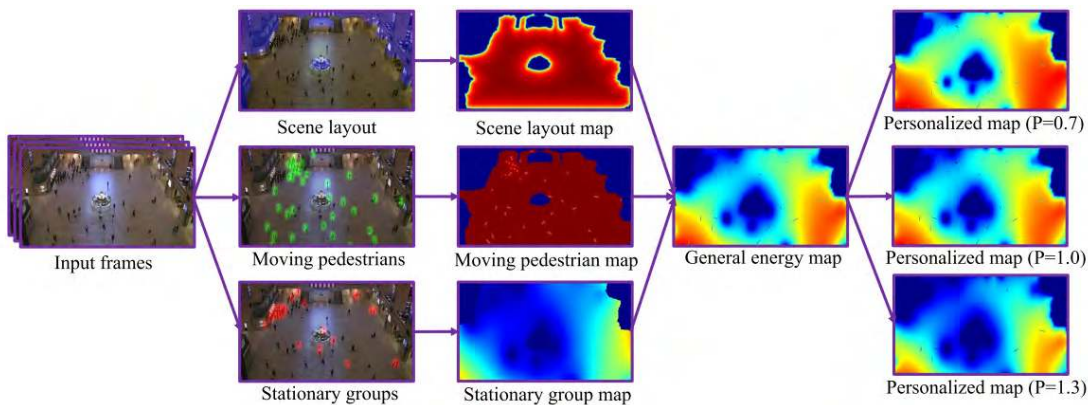 Input frames
Scene layout
Moving pedestrians
Stationary groups
Scene layout map
Moving pedestrian map
Stationary group map
General energy map
Personalized map (P=0.7)
Personalized map (P=1.0)
Personalized map (P=1.3)